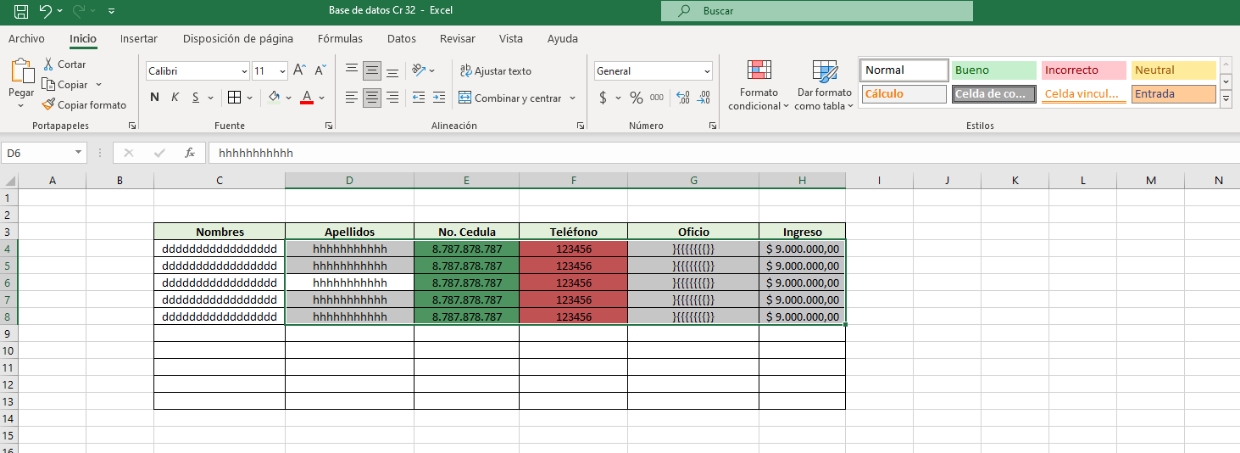 Base de datos Cr 32 - Excel
Buscar
Archivo Inicio Insertar Disposición de página Fórmulas Datos Revisar Vista Ayuda
Pegar
Cortar
Copiar
Copiar formato
Portapapeles
Calibri 11 A A
N K S A
Fuente
ab Ajustar texto
Combinar y centrar
Alineación
General
$ % 000
Número
Formato condicional
Dar formato como tabla
Normal Bueno Incorrecto Neutral
Cálculo Celda de co... Celda vincul... Entrada
Estilos
D6 fx hhhhhhhhhhh
A B C D E F G H I J K L M N
1
2
3 Nombres Apellidos No. Cedula Teléfono Oficio Ingreso
4 ddddddddddddddddd hhhhhhhhhhh 8.787.878.787 123456 }{{{{{{{}} $ 9.000.000,00
5 ddddddddddddddddd hhhhhhhhhhh 8.787.878.787 123456 }{{{{{{{}} $ 9.000.000,00
6 ddddddddddddddddd hhhhhhhhhhh 8.787.878.787 123456 }{{{{{{{}} $ 9.000.000,00
7 ddddddddddddddddd hhhhhhhhhhh 8.787.878.787 123456 }{{{{{{{}} $ 9.000.000,00
8 ddddddddddddddddd hhhhhhhhhhh 8.787.878.787 123456 }{{{{{{{}} $ 9.000.000,00
9
10
11
12
13
14
15
16